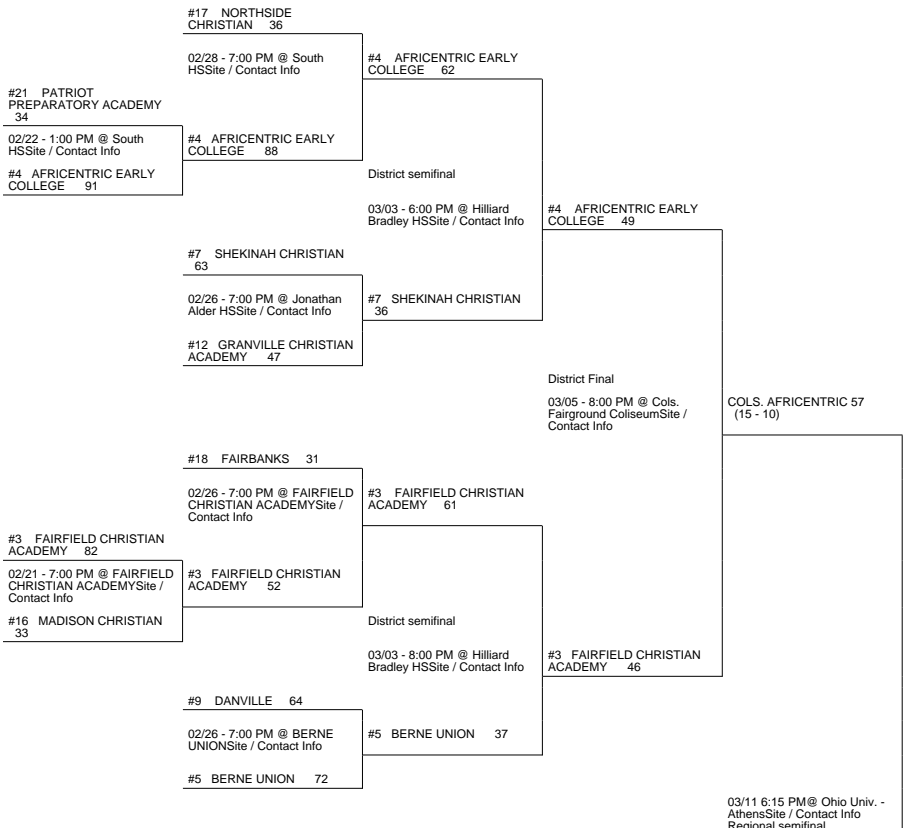 #17 NORTHSIDE
CHRISTIAN 36
02/28 - 7:00 PM @ South
HSSite / Contact Info
#4 AFRICENTRIC EARLY
COLLEGE 62
#21 PATRIOT
PREPARATORY ACADEMY
34
02/22 - 1:00 PM @ South
HSSite / Contact Info
#4 AFRICENTRIC EARLY
COLLEGE 88
#4 AFRICENTRIC EARLY
COLLEGE 91
District semifinal
03/03 - 6:00 PM @ Hilliard
Bradley HSSite / Contact Info
#4 AFRICENTRIC EARLY
COLLEGE 49
#7 SHEKINAH CHRISTIAN
63
02/26 - 7:00 PM @ Jonathan
Alder HSSite / Contact Info
#7 SHEKINAH CHRISTIAN
36
#12 GRANVILLE CHRISTIAN
ACADEMY 47
District Final
03/05 - 8:00 PM @ Cols.
Fairground ColiseumSite /
Contact Info
COLS. AFRICENTRIC 57
(15 - 10)
#18 FAIRBANKS 31
02/26 - 7:00 PM @ FAIRFIELD
CHRISTIAN ACADEMYSite /
Contact Info
#3 FAIRFIELD CHRISTIAN
ACADEMY 61
#3 FAIRFIELD CHRISTIAN
ACADEMY 82
02/21 - 7:00 PM @ FAIRFIELD
CHRISTIAN ACADEMYSite /
Contact Info
#3 FAIRFIELD CHRISTIAN
ACADEMY 52
#16 MADISON CHRISTIAN
33
District semifinal
03/03 - 8:00 PM @ Hilliard
Bradley HSSite / Contact Info
#3 FAIRFIELD CHRISTIAN
ACADEMY 46
#9 DANVILLE 64
02/26 - 7:00 PM @ BERNE
UNIONSite / Contact Info
#5 BERNE UNION 37
#5 BERNE UNION 72
03/11 6:15 PM@ Ohio Univ. -
AthensSite / Contact Info
Regional semifinal